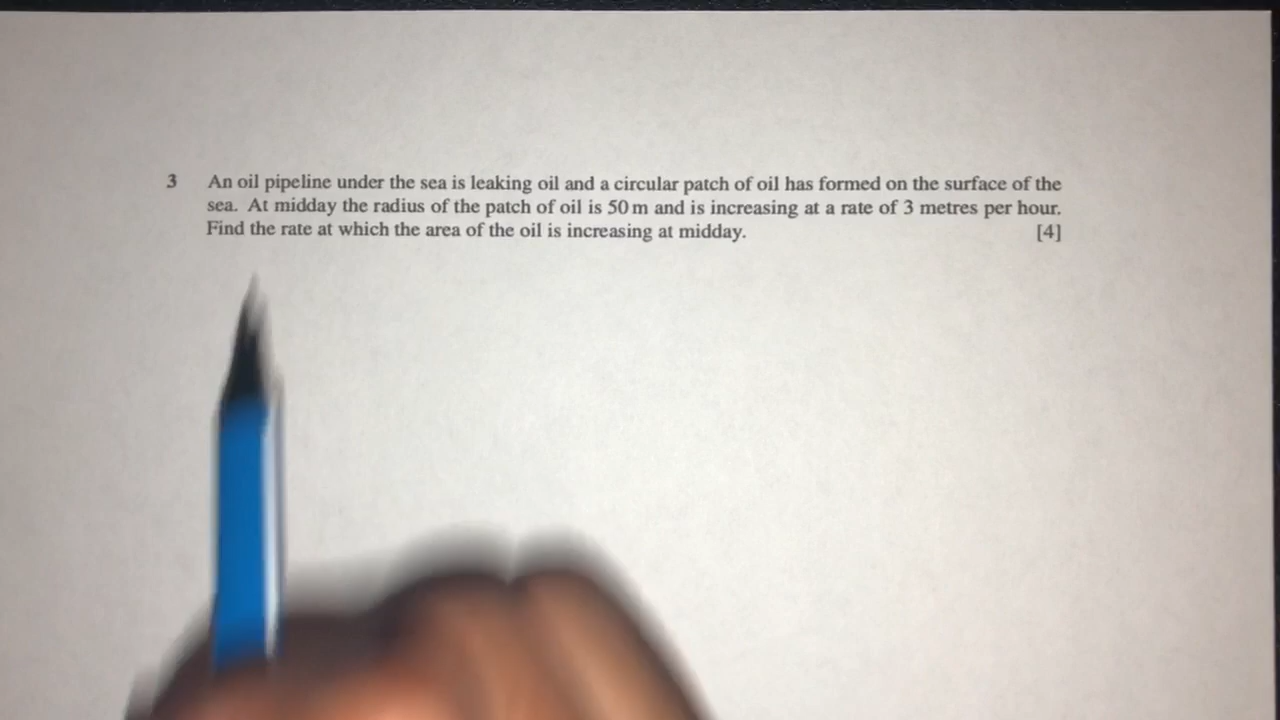 3 An oil pipeline under the sea is leaking oil and a circular patch of oil has formed on the surface of the
sea. At midday the radius of the patch of oil is 50 m and is increasing at a rate of 3 metres per hour.
Find the rate at which the area of the oil is increasing at midday. [4]